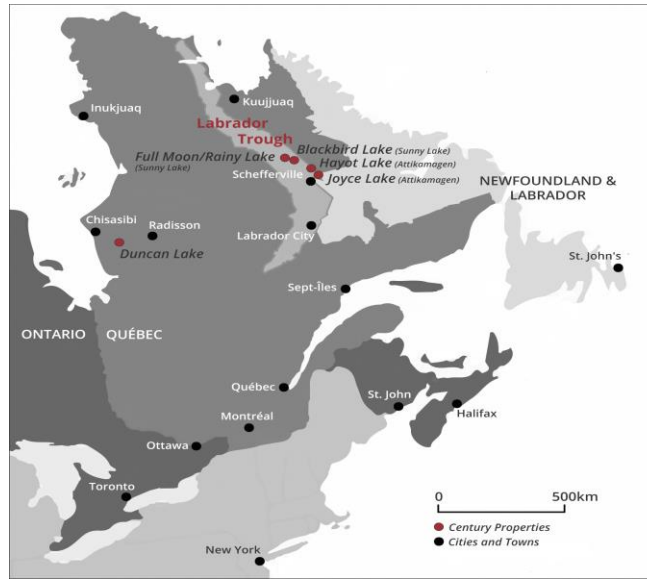 Inukjuaq
Kuujjuaq
Labrador
Trough
Blackbird Lake (Sunny Lake)
Full Moon/Rainy Lake
(Sunny Lake)
Hayot Lake (Attikamagen)
Schefferville
Joyce Lake (Attikamagen)
NEWFOUNDLAND &
LABRADOR
Chisasibi
Radisson
Labrador City
Duncan Lake
St. John's
Sept-Îles
ONTARIO
QUÉBEC
Québec
St. John
Halifax
Montréal
Ottawa
Toronto
0
500km
Century Properties
Cities and Towns
New York